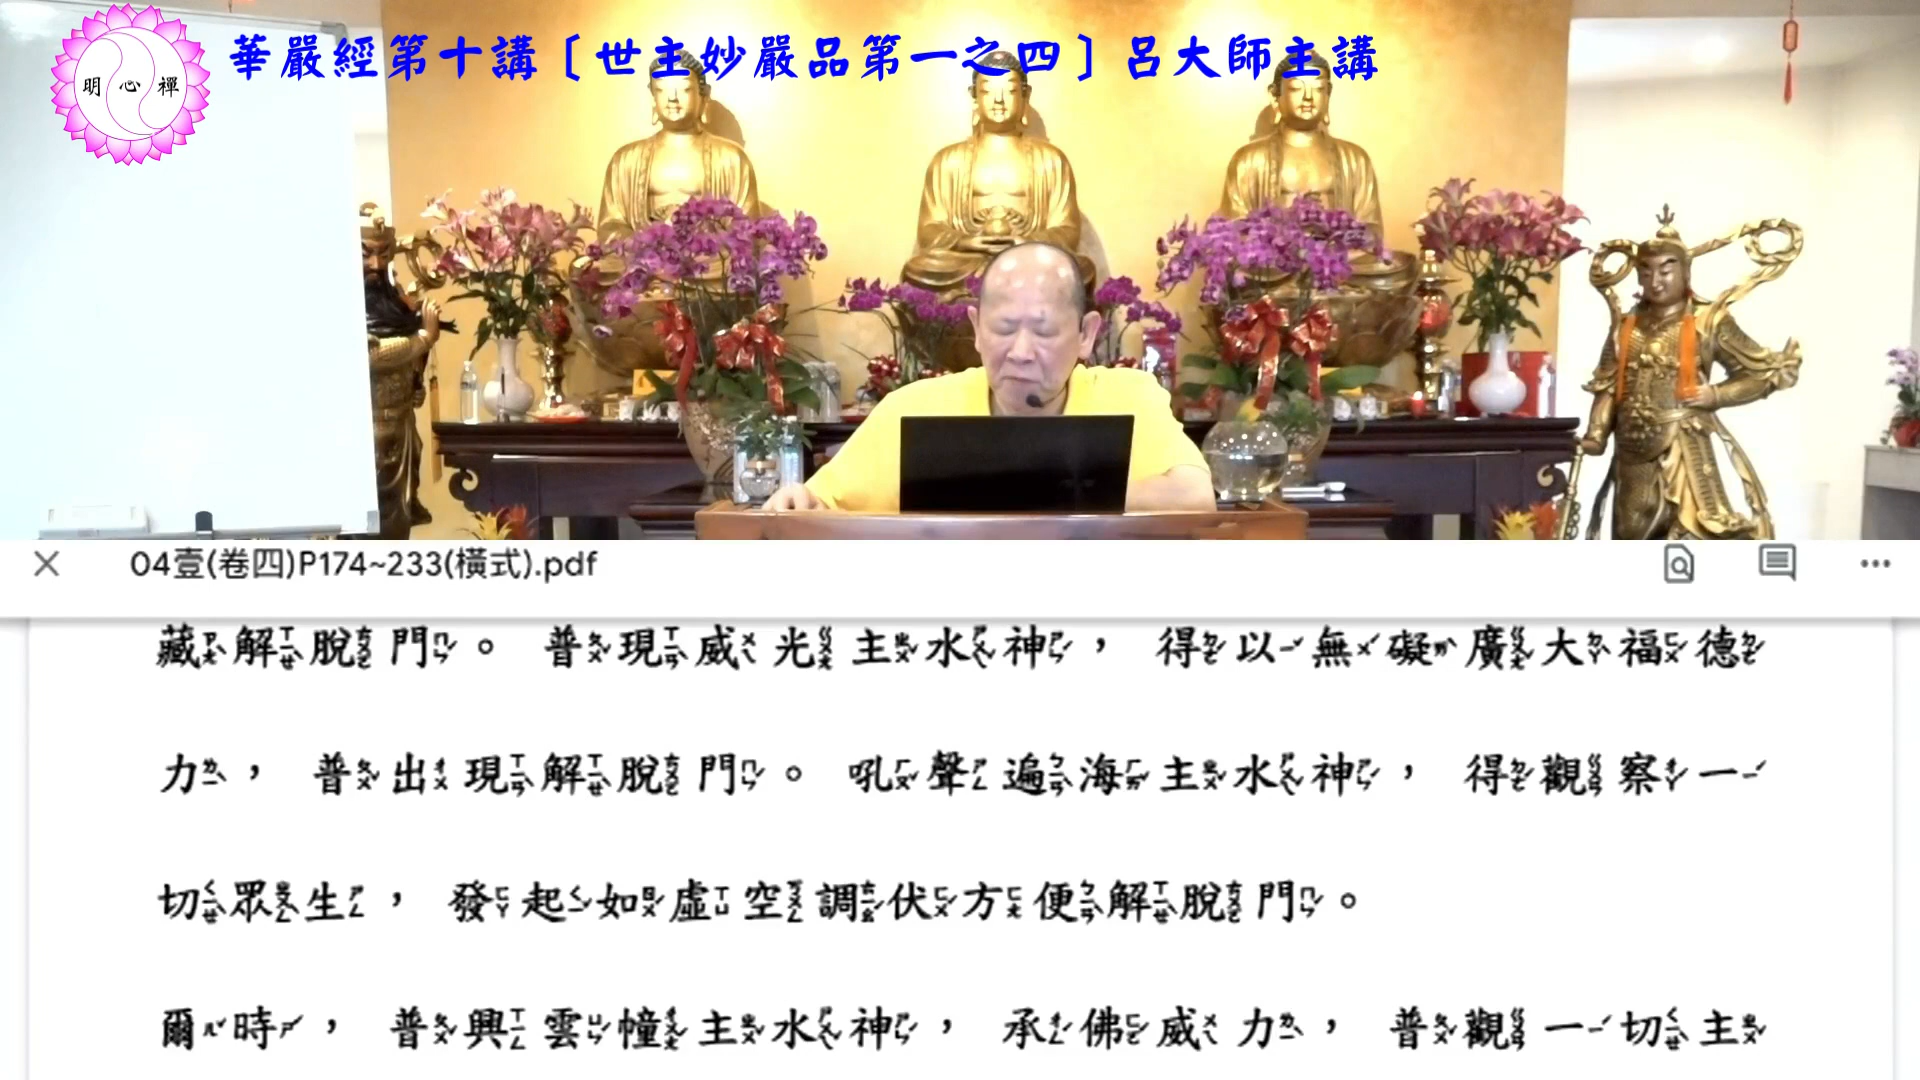 明心禪
華嚴經第十講〔世主妙嚴品第一之四〕呂大師主講
04壹(卷四)P174~233(橫式).pdf
藏解脫門。普現威光主水神，得以無礙廣大福德
力，普出現解脫門。吼聲遍海主水神，得觀察一
切眾生，發起如虛空調伏方便解脫門。
爾時，普興雲幢主水神，承佛威力，普觀一切主